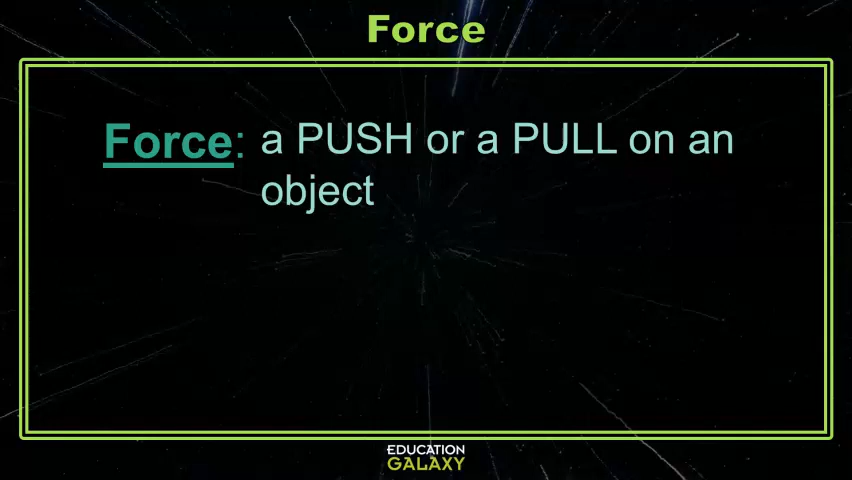 Force
Force: a PUSH or a PULL on an
object
EDUCATION
GALAXY